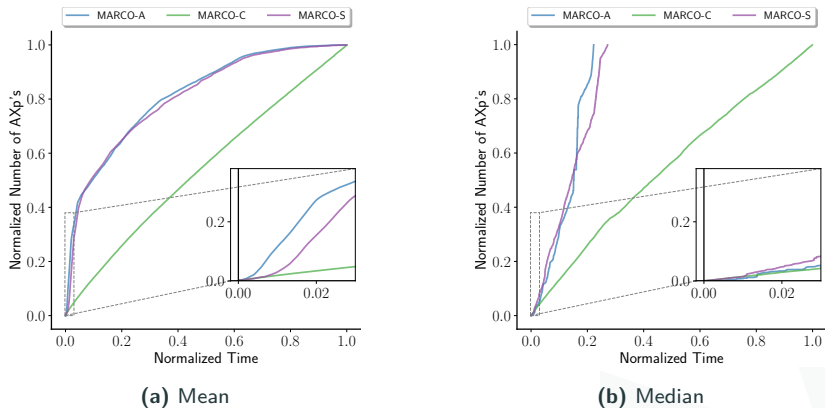 MARCO-A MARCO-C MARCO-S
1.0
0.8
0.6
0.4
0.2
0.0
Normalized Number of AXp's
0.2
0.0
0.00 0.02
0.0 0.2 0.4 0.6 0.8 1.0
Normalized Time
(a) Mean
MARCO-A MARCO-C MARCO-S
1.0
0.8
0.6
0.4
0.2
0.0
Normalized Number of AXp's
0.2
0.0
0.00 0.02
0.0 0.2 0.4 0.6 0.8 1.0
Normalized Time
(b) Median